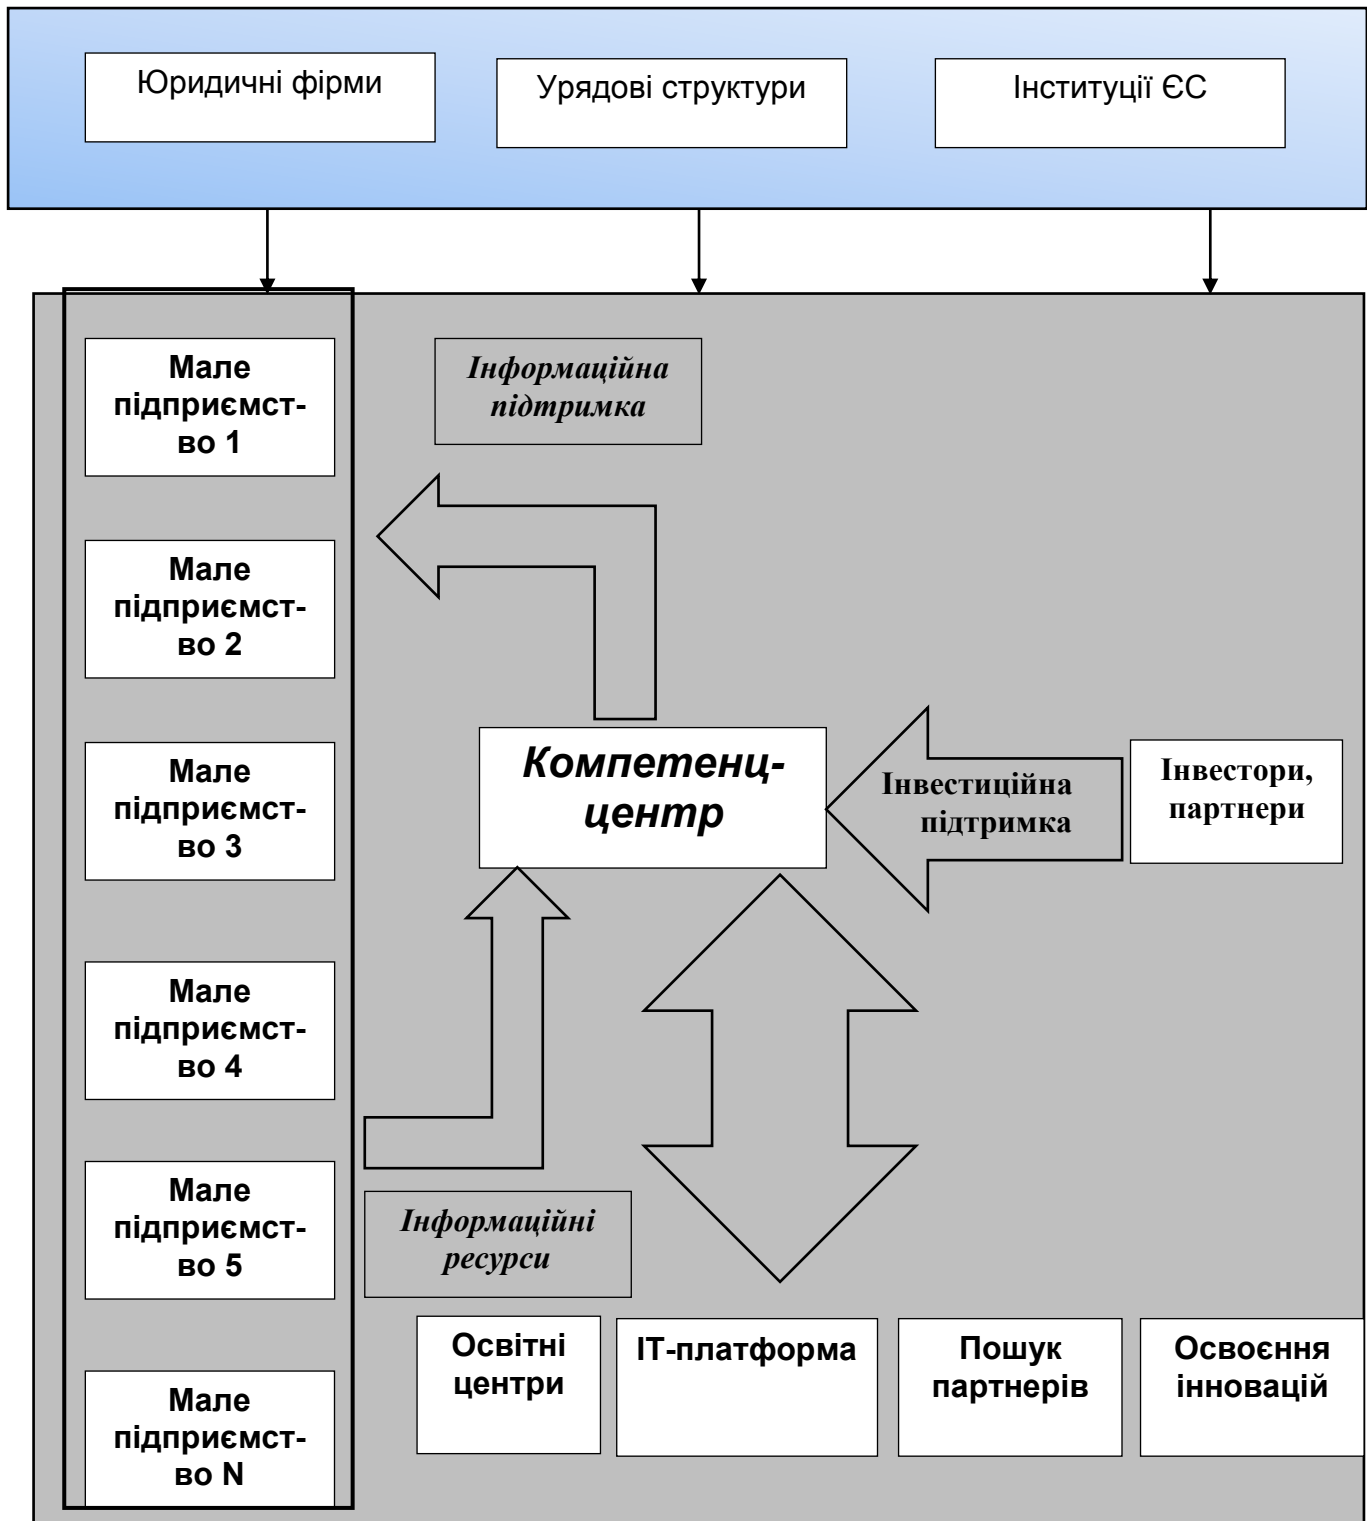 Юридичні фірми
Урядові структури
Інституції ЄС
Мале
підприємст-
во 1
Інформаційна
підтримка
Мале
підприємст-
во 2
Мале
підприємст-
во 3
Компетенц-
центр
Інвестиційна
підтримка
Інвестори,
партнери
Мале
підприємст-
во 4
Мале
підприємст-
во 5
Інформаційні
ресурси
Освітні
центри
ІТ-платформа
Пошук
партнерів
Освоєння
інновацій
Мале
підприємст-
во N